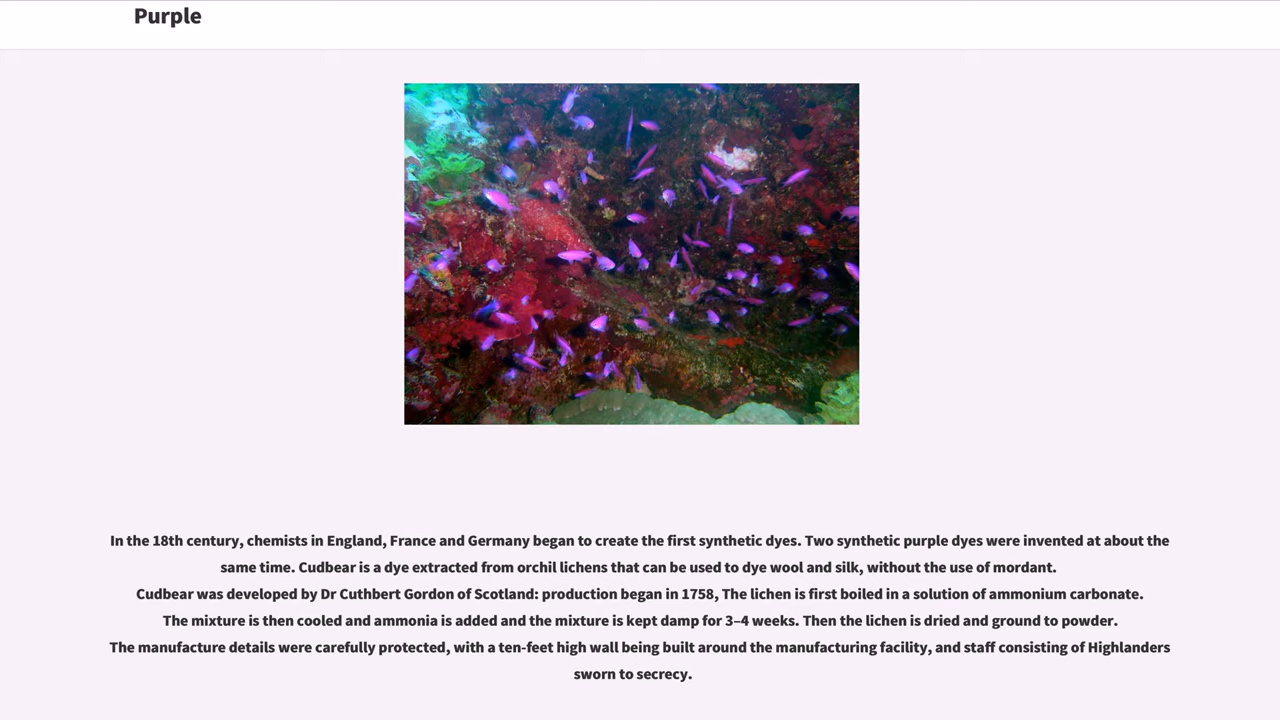 Purple
In the 18th century, chemists in England, France and Germany began to create the first synthetic dyes. Two synthetic purple dyes were invented at about the
same time. Cudbear is a dye extracted from orchil lichens that can be used to dye wool and silk, without the use of mordant.
Cudbear was developed by Dr Cuthbert Gordon of Scotland: production began in 1758, The lichen is first boiled in a solution of ammonium carbonate.
The mixture is then cooled and ammonia is added and the mixture is kept damp for 3–4 weeks. Then the lichen is dried and ground to powder.
The manufacture details were carefully protected, with a ten-feet high wall being built around the manufacturing facility, and staff consisting of Highlanders
sworn to secrecy.